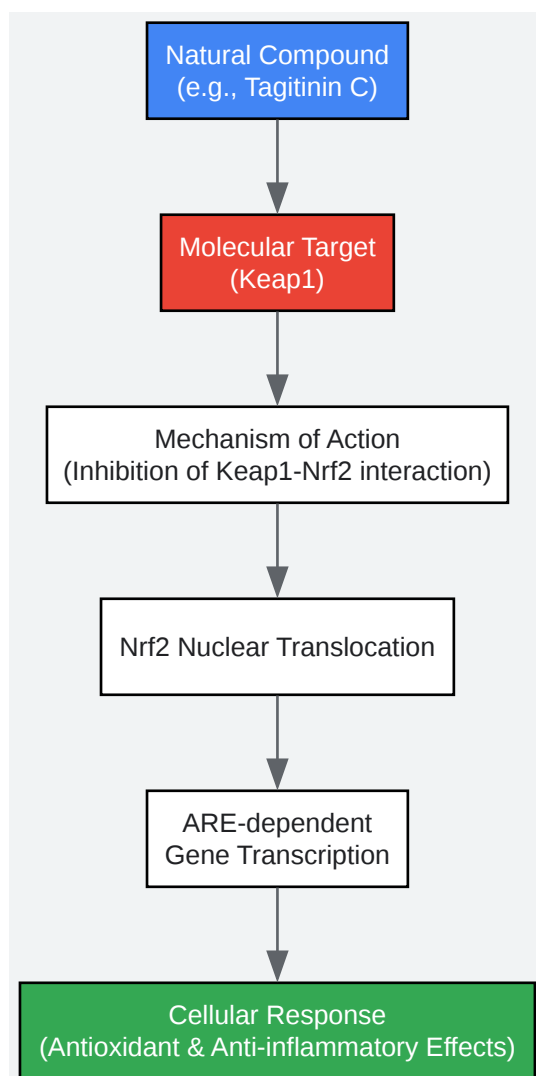 Natural Compound
(e.g., Tagitinin C)
Molecular Target
(Keap1)
Mechanism of Action
(Inhibition of Keap1-Nrf2 interaction)
Nrf2 Nuclear Translocation
ARE-dependent
Gene Transcription
Cellular Response
(Antioxidant & Anti-inflammatory Effects)